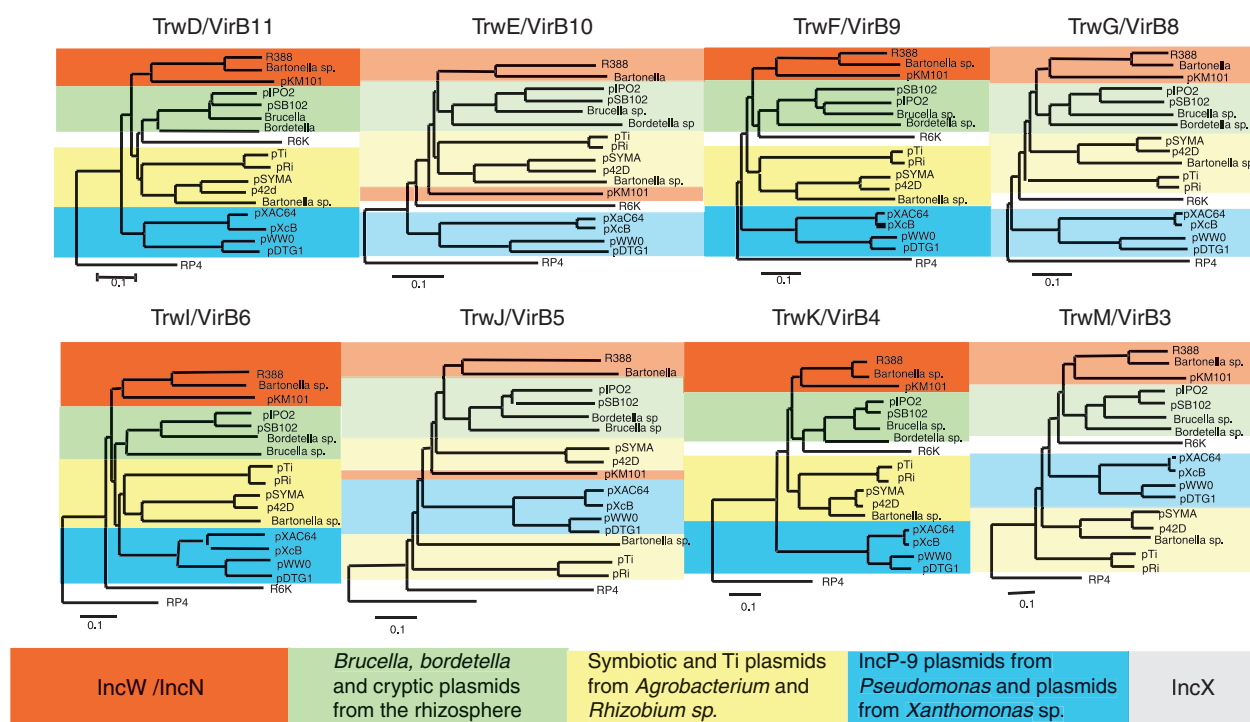 TrwD/VirB11
R388
Bartonella sp.
pKM101
pIPO2
pSB102
Brucella
Bordetella
R6K
pTi
pRi
pSYMA
p42d
Bartonella sp.
pXAC64
pXcB
pWW0
pDTG1
RP4
0.1
TrwE/VirB10
R388
Bartonella
pIPO2
pSB102
Brucella sp.
Bordetella sp
pTi
pRi
pSYMA
p42D
Bartonella sp.
pKM101
R6K
pXaC64
pXcB
pWW0
pDTG1
RP4
0.1
TrwF/VirB9
R388
Bartonella sp.
pKM101
pSB102
pIPO2
Brucella sp.
Bordetella sp.
R6K
pTi
pRi
pSYMA
p42D
Bartonella sp.
pXAC64
pXcB
pWW0
pDTG1
RP4
0.1
TrwG/VirB8
R388
Bartonella
pKM101
pIPO2
pSB102
Brucella sp.
Bordetella sp.
pSYMA
p42D
Bartonella sp.
pTi
pRi
R6K
pXAC64
pXcB
pWW0
pDTG1
RP4
0.1
TrwI/VirB6
R388
Bartonella sp.
pKM101
pIPO2
pSB102
Bordetella sp.
Brucella sp.
pTi
pRi
pSYMA
p42D
Bartonella sp.
pXAC64
pXcB
pWW0
pDTG1
R6K
RP4
0.1
TrwJ/VirB5
R388
Bartonella
pIPO2
pSB102
Bordetella sp
Brucella sp.
pSYMA
p42D
pKM101
pXAC64
pXcB
pWW0
pDTG1
Bartonella sp.
pTi
pRi
RP4
0.1
TrwK/VirB4
R388
Bartonella sp.
pKM101
pIPO2
pSB102
Brucella sp.
Bordetella sp.
R6K
pTi
pRi
pSYMA
p42D
Bartonella sp.
pXAC64
pXcB
pWW0
pDTG1
RP4
0.1
TrwM/VirB3
R388
Bartonella sp.
pKM101
pIPO2
pSB102
Brucella sp.
Bordetella sp.
R6K
pXAC64
pXcB
pWW0
pDTG1
pSYMA
p42D
Bartonella sp.
pTi
pRi
RP4
0.1
IncW /IncN
Brucella, bordetella
and cryptic plasmids
from the rhizosphere
Symbiotic and Ti plasmids
from Agrobacterium and
Rhizobium sp.
IncP-9 plasmids from
Pseudomonas and plasmids
from Xanthomonas sp.
IncX